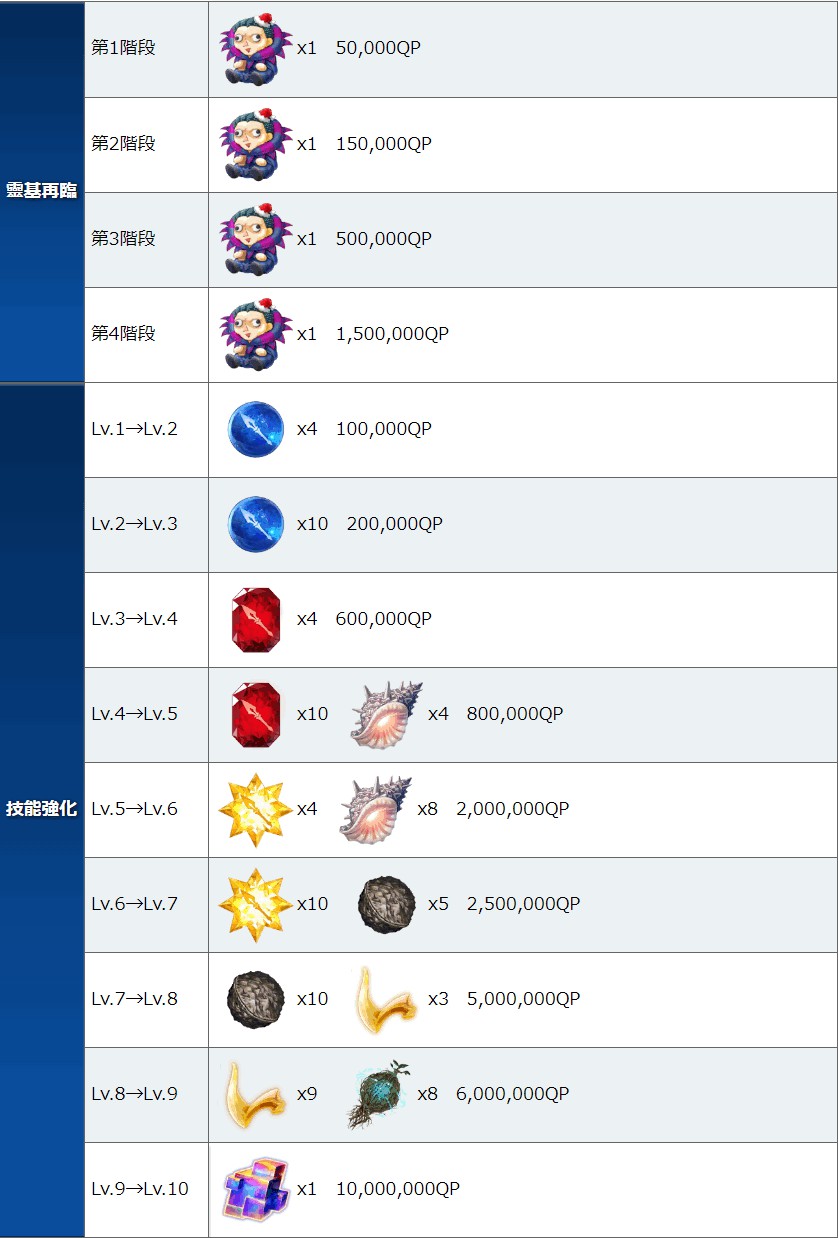 靈基再臨
第1階段 x1 50,000QP
第2階段 x1 150,000QP
第3階段 x1 500,000QP
第4階段 x1 1,500,000QP
技能強化
Lv.1→Lv.2 x4 100,000QP
Lv.2→Lv.3 x10 200,000QP
Lv.3→Lv.4 x4 600,000QP
Lv.4→Lv.5 x10 x4 800,000QP
Lv.5→Lv.6 x4 x8 2,000,000QP
Lv.6→Lv.7 x10 x5 2,500,000QP
Lv.7→Lv.8 x10 x3 5,000,000QP
Lv.8→Lv.9 x9 x8 6,000,000QP
Lv.9→Lv.10 x1 10,000,000QP